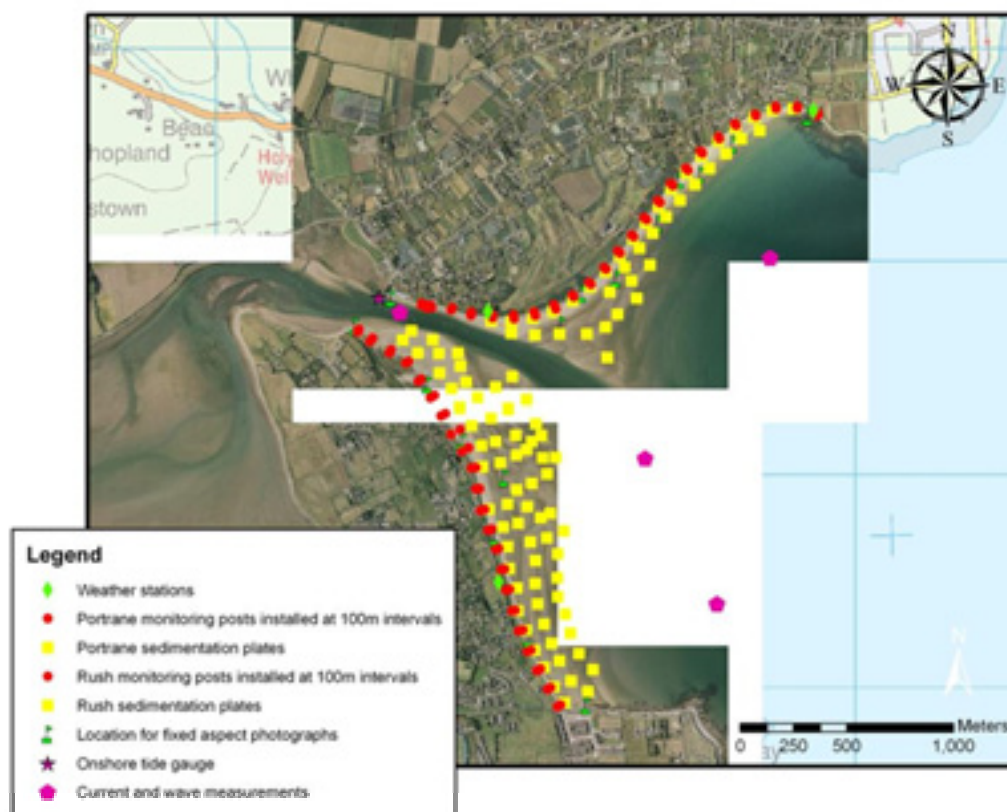 N
W E
S
Beao
hopland
Holy
Well
stown
Legend
Weather stations
Portrane monitoring posts installed at 100m intervals
Portrane sedimentation plates
Rush monitoring posts installed at 100m intervals
Rush sedimentation plates
Location for fixed aspect photographs
Onshore tide gauge
Current and wave measurements
N
Meters
0 250 500 1,000